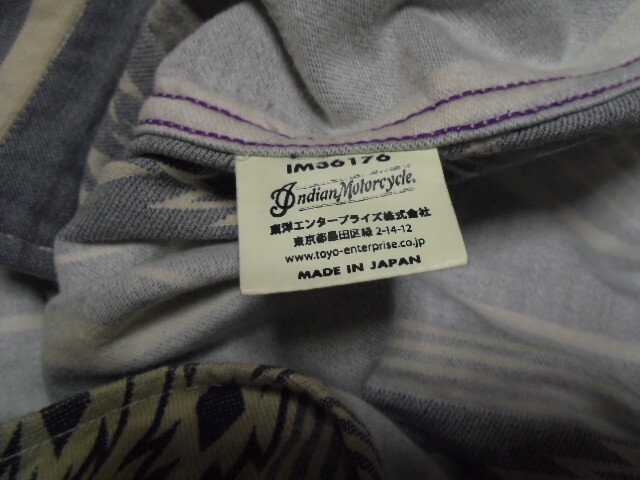 IM36176
Indian Motorcycle.
東洋エンタープライズ株式会社
東京都墨田区緑 2-14-12
www.toyo-enterprise.co.jp
MADE IN JAPAN